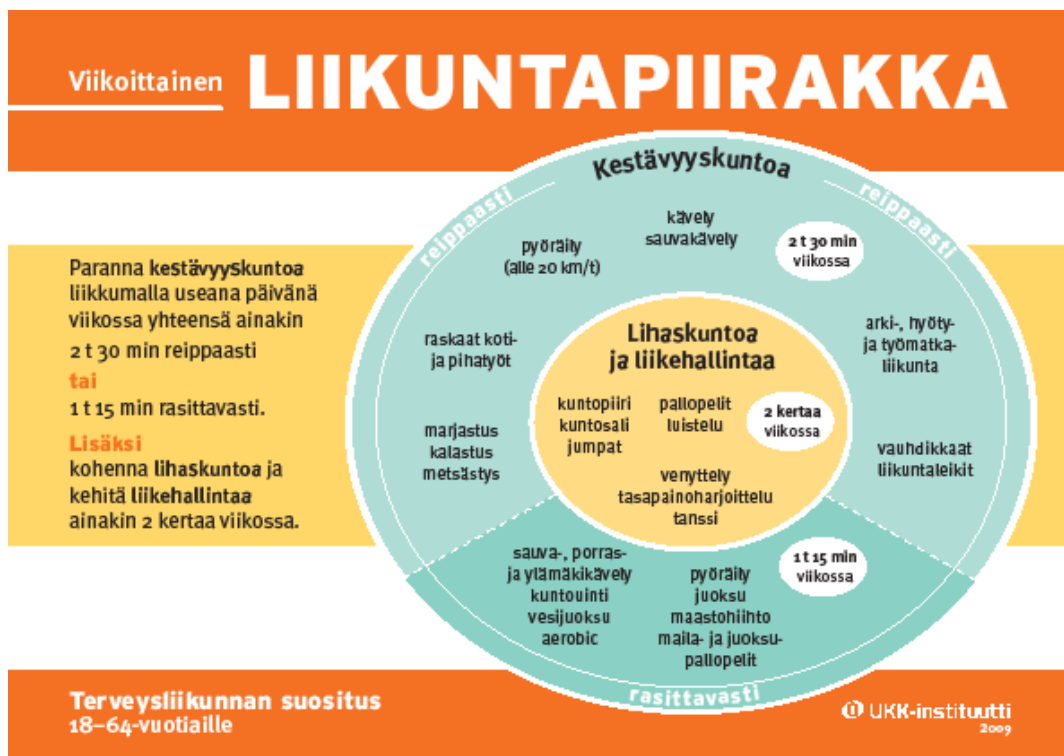 Viikoittainen LIIKUNTAPIIRAKKA
Paranna kestävyyskuntoa
liikkumalla useana päivänä
viikossa yhteensä ainakin
2 t 30 min reippaasti
tai
1 t 15 min rasittavasti.
Lisäksi
kohenna lihaskuntoa ja
kehitä liikehallintaa
ainakin 2 kertaa viikossa.
Kestävyyskuntoa
reippaasti
reippaasti
kävely
sauvakävely
2 t 30 min
viikossa
pyöräily
(alle 20 km/t)
raskaat koti-
ja pihatyöt
arki-, hyöty-
ja työmatka-
liikunta
marjastus
kalastus
metsästys
vauhdikkaat
liikuntaleikit
Lihaskuntoa
ja liikehallintaa
kuntopiiri
kuntosali
jumpat
pallopelit
luistelu
2 kertaa
viikossa
venyttely
tasapainoharjoittelu
tanssi
sauva-, porras-
ja ylämäkikävely
kuntouinti
vesijuoksu
aerobic
pyöräily
juoksu
maastohiihto
maila- ja juoksu-
pallopelit
1 t 15 min
viikossa
rasittavasti
Terveysliikunnan suositus
18–64-vuotiaille
UKK-instituutti
2009